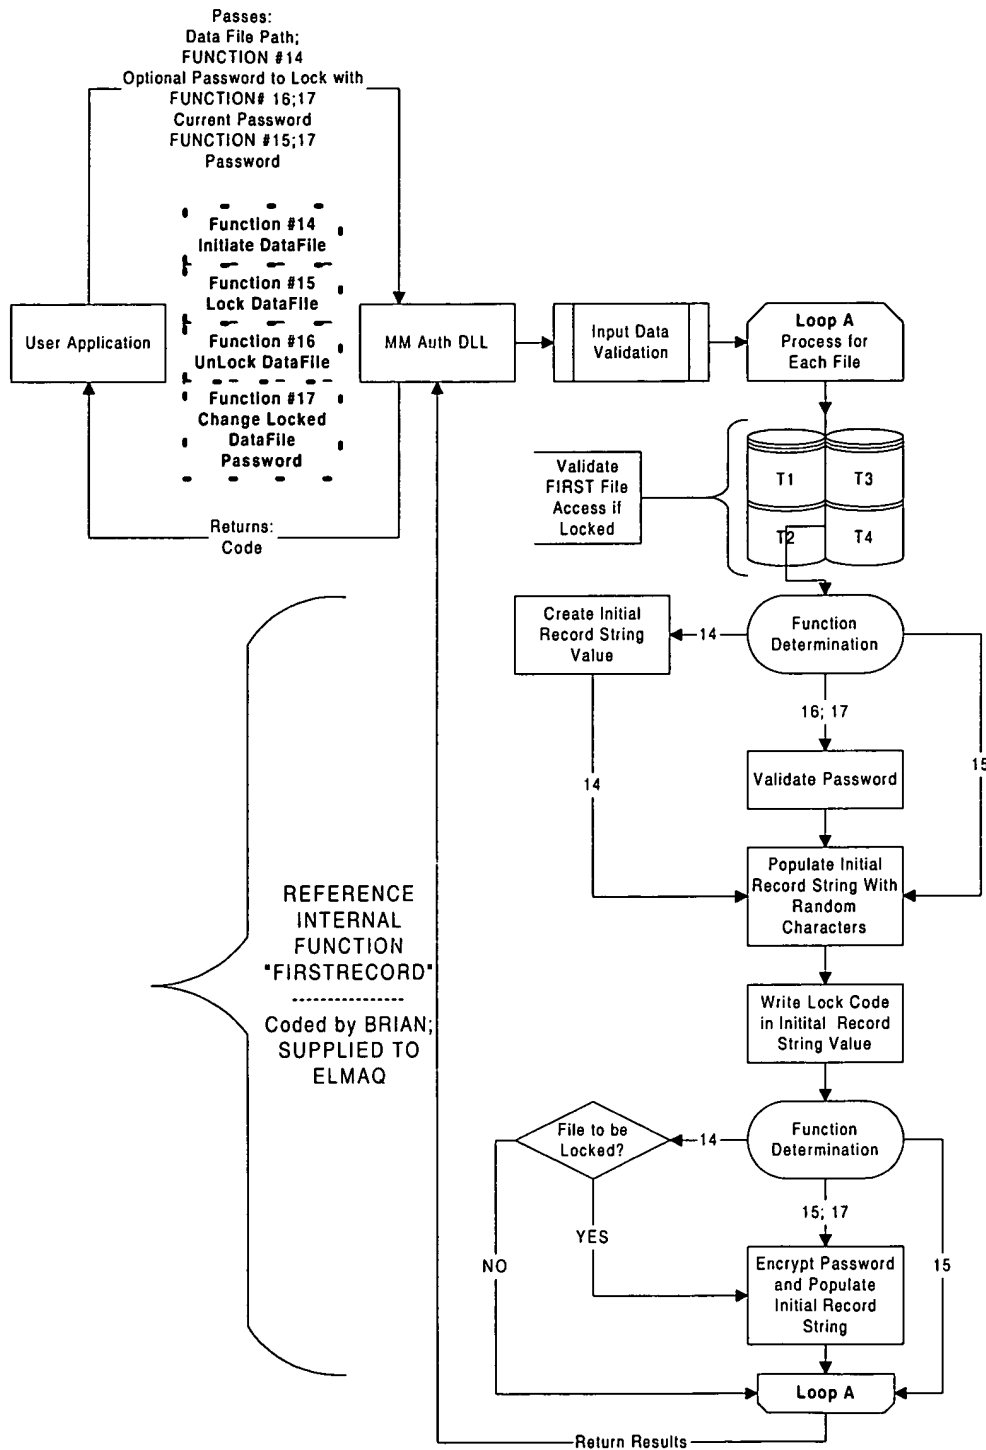 Passes:
Data File Path;
FUNCTION #14
Optional Password to Lock with
FUNCTION# 16;17
Current Password
FUNCTION #15;17
Password
Function #14
Initiate DataFile
Function #15
Lock DataFile
Function #16
UnLock DataFile
Function #17
Change Locked
DataFile
Password
User Application
MM Auth DLL
Input Data
Validation
Loop A
Process for
Each File
Returns:
Code
Validate
FIRST File
Access if
Locked
T1
T3
T2
T4
Create Initial
Record String
Value
14
Function
Determination
16; 17
15
14
Validate Password
Populate Initial
Record String With
Random
Characters
REFERENCE
INTERNAL
FUNCTION
"FIRSTRECORD"
----------------
Coded by BRIAN;
SUPPLIED TO
ELMAQ
Write Lock Code
in Initital Record
String Value
File to be
Locked?
14
Function
Determination
15; 17
YES
NO
15
Encrypt Password
and Populate
Initial Record
String
Loop A
Return Results